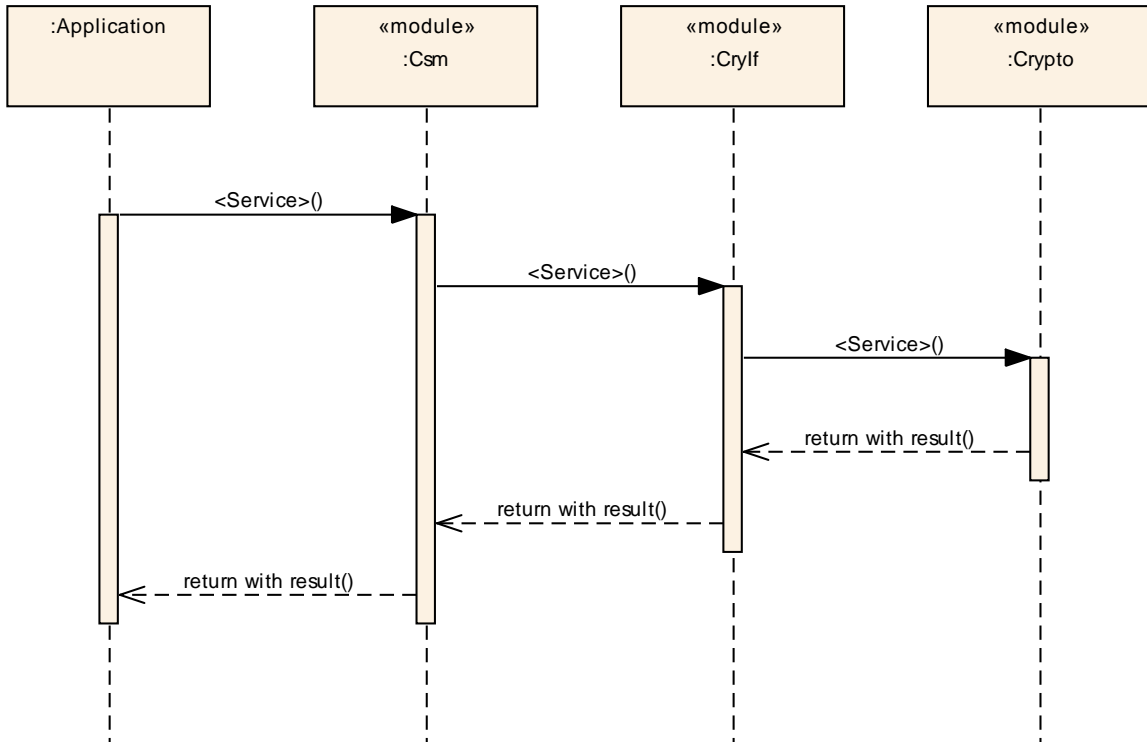 :Application
«module»
:Csm
«module»
:CryIf
«module»
:Crypto
<Service>()
<Service>()
<Service>()
return with result()
return with result()
return with result()